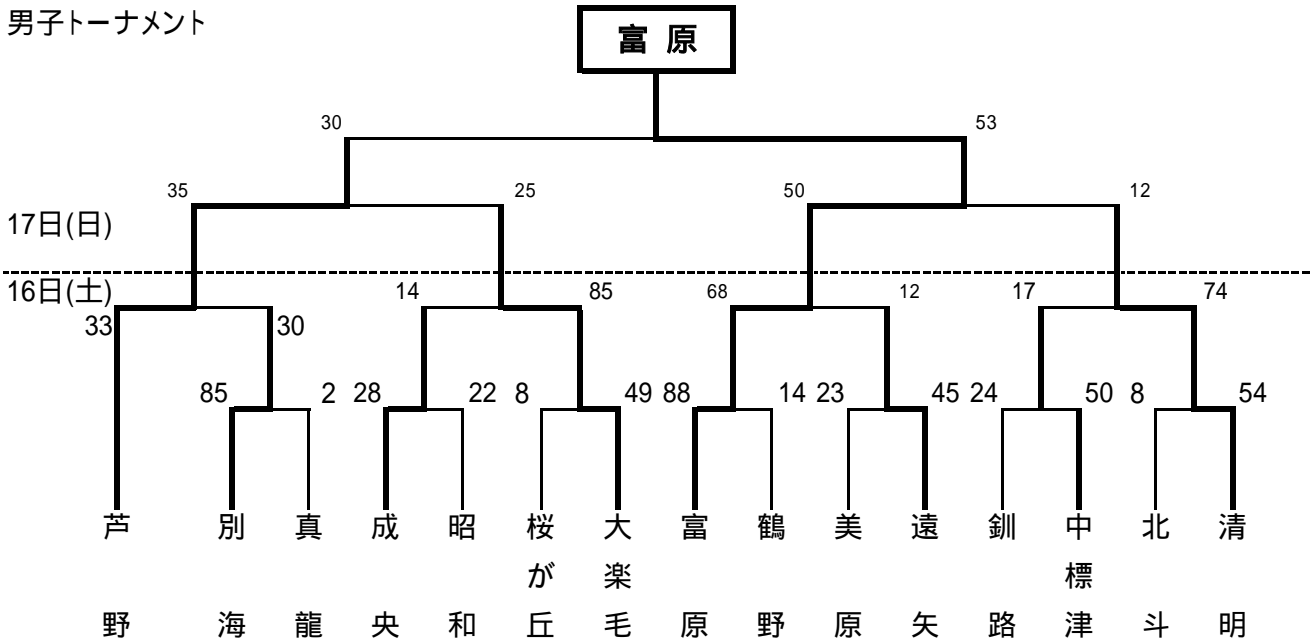 男子トーナメント
富原
30 53
35 25 50 12
17日(日)
16日(土)
14 85 68 12 17 74
33 30
85 2 28 22 8 49 88 14 23 45 24 50 8 54
芦野
別海
真龍
成央
昭和
桜が丘
大楽毛
富原
鶴野
美原
遠矢
釧路
中標津
北斗
清明